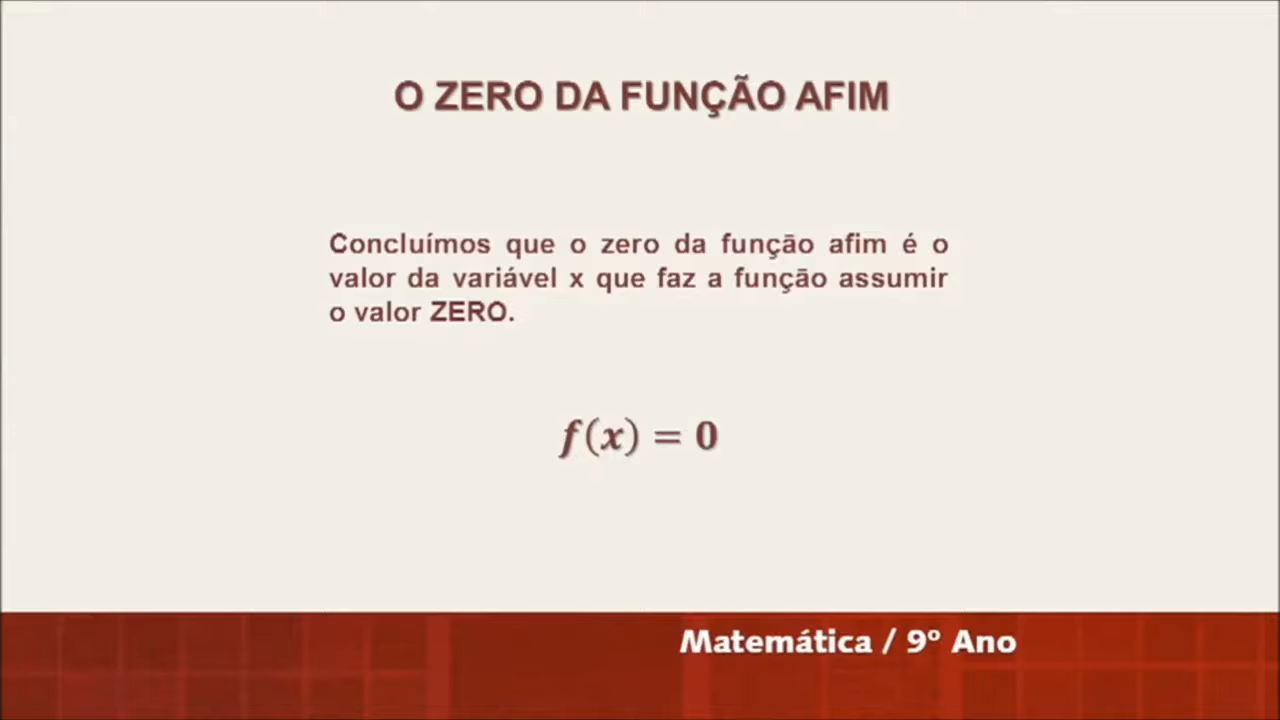 O ZERO DA FUNÇÃO AFIM
Concluímos que o zero da função afim é o
valor da variável x que faz a função assumir
o valor ZERO.
f(x) = 0
Matemática / 9º Ano